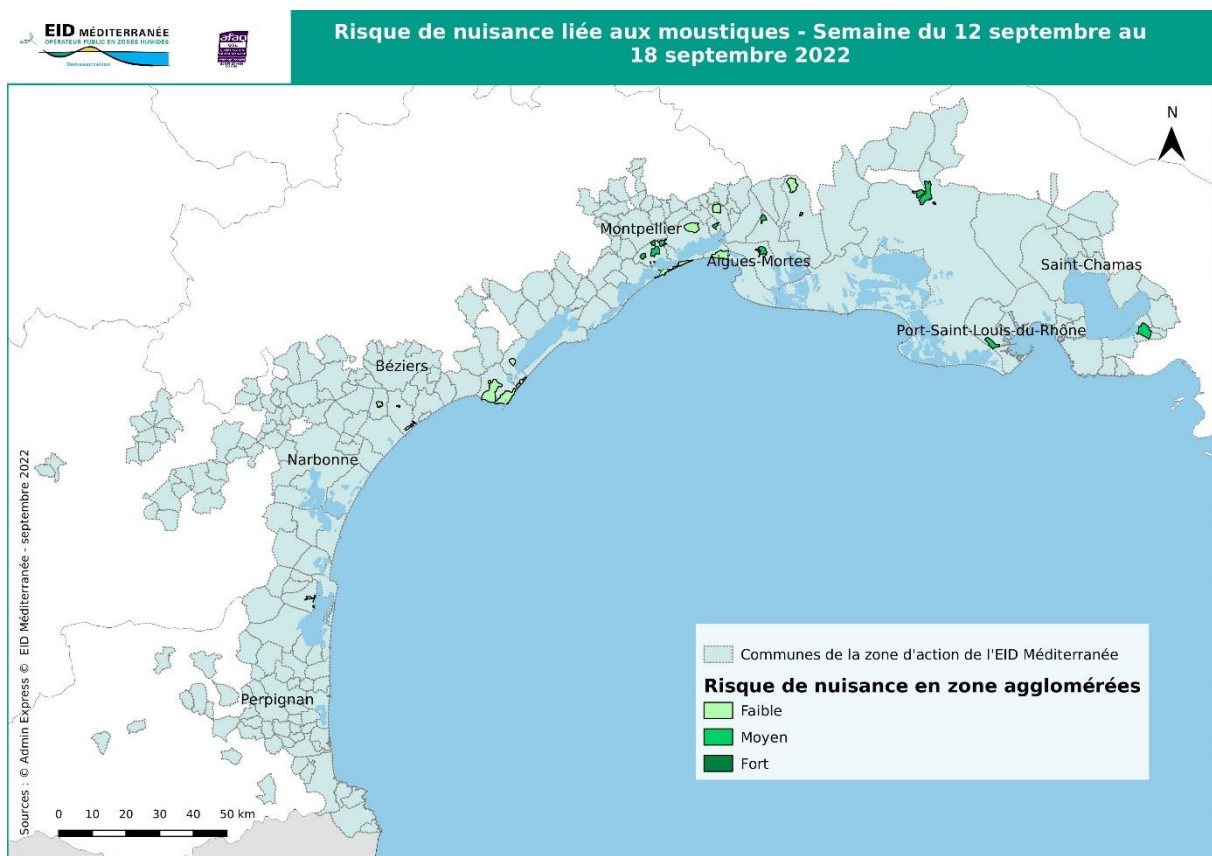 EID MÉDITERRANÉE
OPÉRATEUR PUBLIC EN ZONES HUMIDES
Démoustication
afaq
Risque de nuisance liée aux moustiques - Semaine du 12 septembre au
18 septembre 2022
N
Montpellier
Aigues-Mortes
Saint-Chamas
Port-Saint-Louis-du-Rhône
Béziers
Narbonne
Perpignan
Communes de la zone d'action de l'EID Méditerranée
Risque de nuisance en zone agglomérées
Faible
Moyen
Fort
0 10 20 30 40 50 km
Sources : © Admin Express © EID Méditerranée - septembre 2022